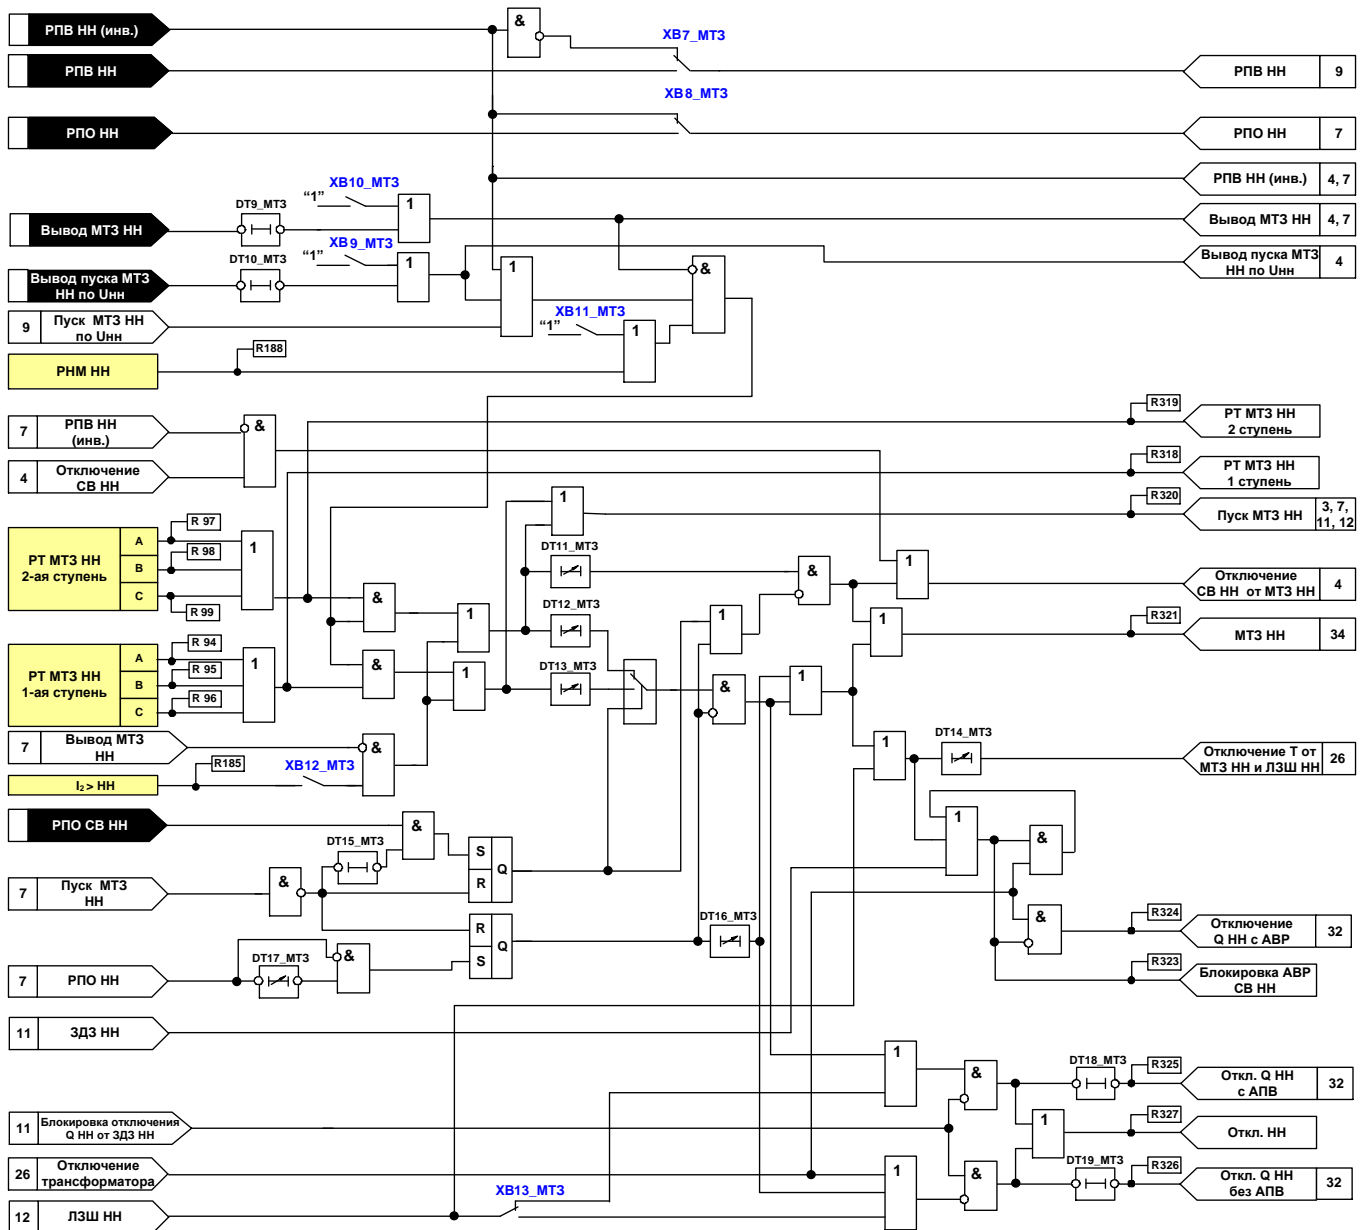 РПВ НН (инв.)
&
XB7_МТЗ
РПВ НН
РПВ НН 9
XB8_МТЗ
РПО НН
РПО НН 7
РПВ НН (инв.) 4, 7
XB10_МТЗ
“1”
1
DT9_МТЗ
Вывод МТЗ НН
Вывод МТЗ НН 4, 7
XB9_МТЗ
“1”
1
DT10_МТЗ
Вывод пуска МТЗ
НН по Uнн
Вывод пуска МТЗ
НН по Uнн
4
1
&
9
Пуск МТЗ НН
по Uнн
XB11_МТЗ
“1”
1
R188
РНМ НН
7
РПВ НН
(инв.)
&
R319
РТ МТЗ НН
2 ступень
4
Отключение
СВ НН
R318
РТ МТЗ НН
1 ступень
R320
Пуск МТЗ НН
3, 7,
11, 12
1
РТ МТЗ НН
2-ая ступень
A
B
C
R 97
R 98
R 99
1
DT11_МТЗ
&
1
Отключение
СВ НН от МТЗ НН
4
&
1
DT12_МТЗ
1
1
R321
МТЗ НН 34
РТ МТЗ НН
1-ая ступень
A
B
C
R 94
R 95
R 96
1
&
1
DT13_МТЗ
&
1
7
Вывод МТЗ
НН
&
1
DT14_МТЗ
Отключение Т от
МТЗ НН и ЛЗШ НН
26
R185
XB12_МТЗ
I₂ > НН
РПО СВ НН
&
DT15_МТЗ
S
R
Q
1
&
7
Пуск МТЗ
НН
&
R
S
Q
DT16_МТЗ
&
R324
Отключение
Q НН с АВР
32
7
РПО НН
DT17_МТЗ
&
R323
Блокировка АВР
СВ НН
11
ЗДЗ НН
1
&
DT18_МТЗ
R325
Откл. Q НН
с АПВ
32
11
Блокировка отключения
Q НН от ЗДЗ НН
1
R327
Откл. НН
26
Отключение
трансформатора
1
&
DT19_МТЗ
R326
Откл. Q НН
без АПВ
32
XB13_МТЗ
12
ЛЗШ НН